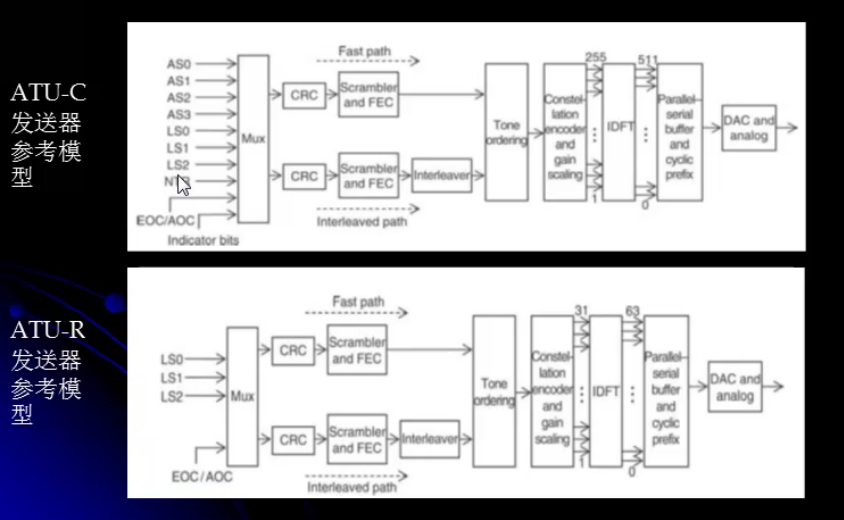 ATU-C
发送器
参考模
型
Fast path
AS0
AS1
AS2
AS3
LS0
LS1
LS2
EOC/AOC
Indicator bits
Mux
CRC
Scrambler
and FEC
CRC
Scrambler
and FEC
Interleaver
Interleaved path
Tone
ordering
Constel-
lation
encoder
and
gain
scaling
255
1
IDFT
511
0
Parallel-
serial
buffer
and
cyclic
prefix
DAC and
analog
ATU-R
发送器
参考模
型
Fast path
LS0
LS1
LS2
EOC/AOC
Mux
CRC
Scrambler
and FEC
CRC
Scrambler
and FEC
Interleaver
Interleaved path
Tone
ordering
Constel-
lation
encoder
and
gain
scaling
31
1
IDFT
63
0
Parallel-
serial
buffer
and
cyclic
prefix
DAC and
analog